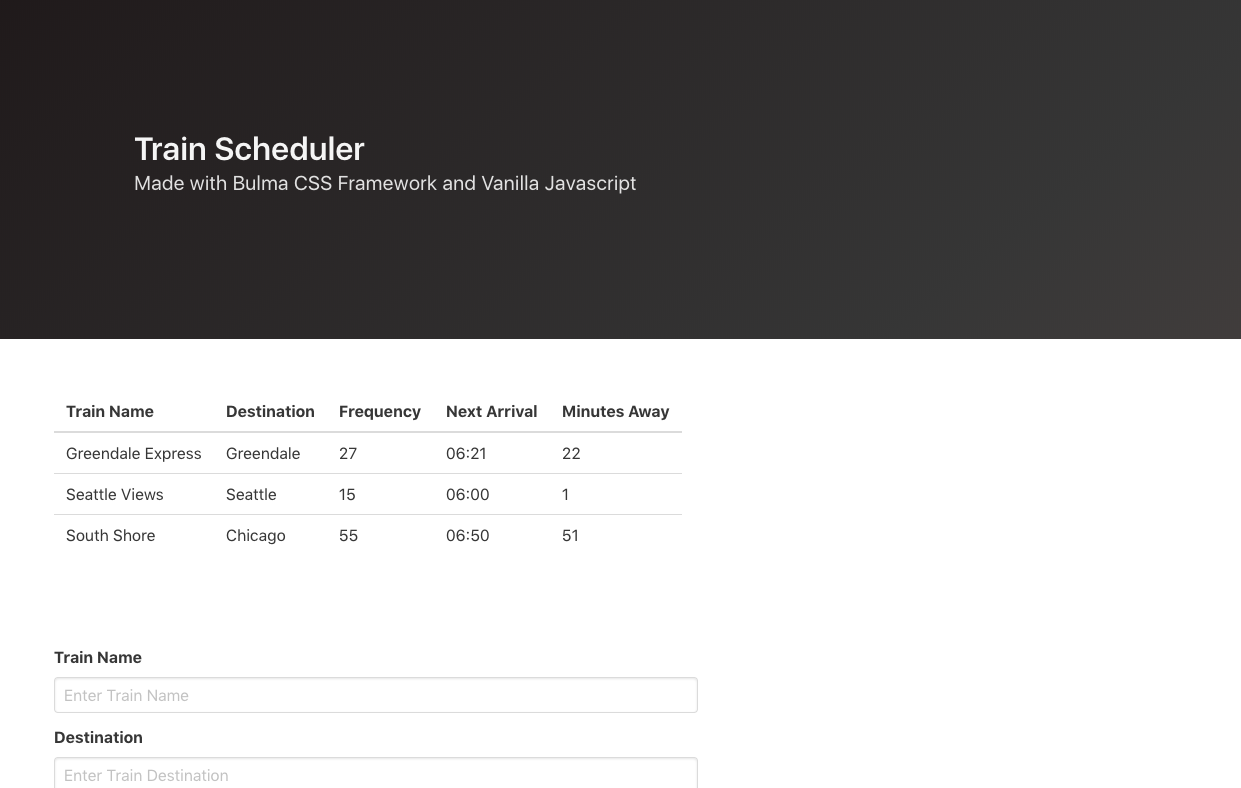 Train Scheduler
Made with Bulma CSS Framework and Vanilla Javascript
Train Name Destination Frequency Next Arrival Minutes Away
Greendale Express Greendale 27 06:21 22
Seattle Views Seattle 15 06:00 1
South Shore Chicago 55 06:50 51
Train Name
Enter Train Name
Destination
Enter Train Destination